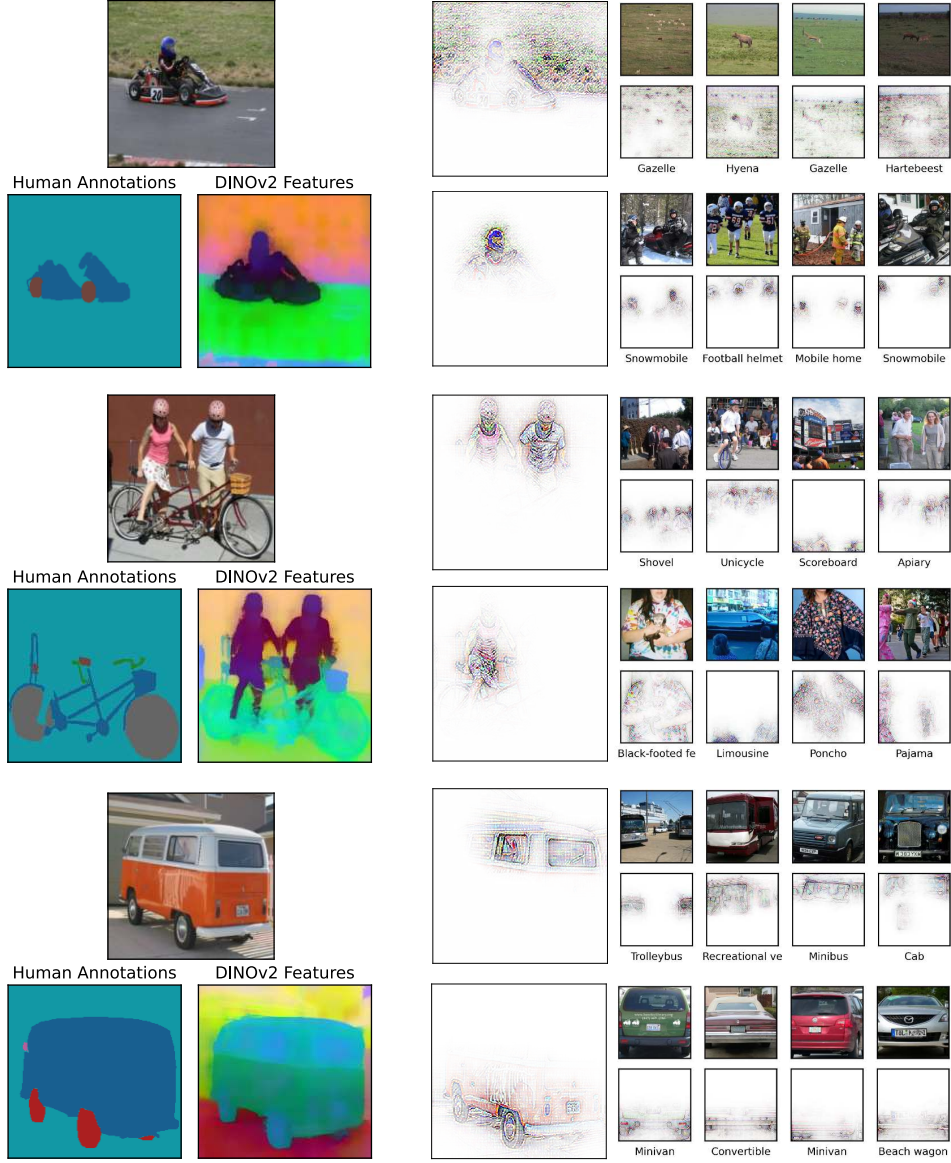 20
Gazelle Hyena Gazelle Hartebeest
Human Annotations DINOv2 Features
Snowmobile Football helmet Mobile home Snowmobile
Shovel Unicycle Scoreboard Apiary
Human Annotations DINOv2 Features
Black-footed fe Limousine Poncho Pajama
Trolleybus Recreational ve Minibus Cab
Human Annotations DINOv2 Features
Minivan Convertible Minivan Beach wagon